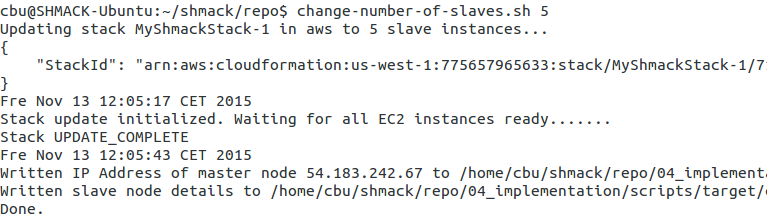 cbu@SHMACK-Ubuntu:~/shmack/repo$ change-number-of-slaves.sh 5
Updating stack MyShmackStack-1 in aws to 5 slave instances...
{
    "StackId": "arn:aws:cloudformation:us-west-1:775657965633:stack/MyShmackStack-1/7
}
Fre Nov 13 12:05:17 CET 2015
Stack update initialized. Waiting for all EC2 instances ready.......
Stack UPDATE_COMPLETE
Fre Nov 13 12:05:43 CET 2015
Written IP Address of master node 54.183.242.67 to /home/cbu/shmack/repo/04_implementa
Written slave node details to /home/cbu/shmack/repo/04_implementation/scripts/target/
Done.